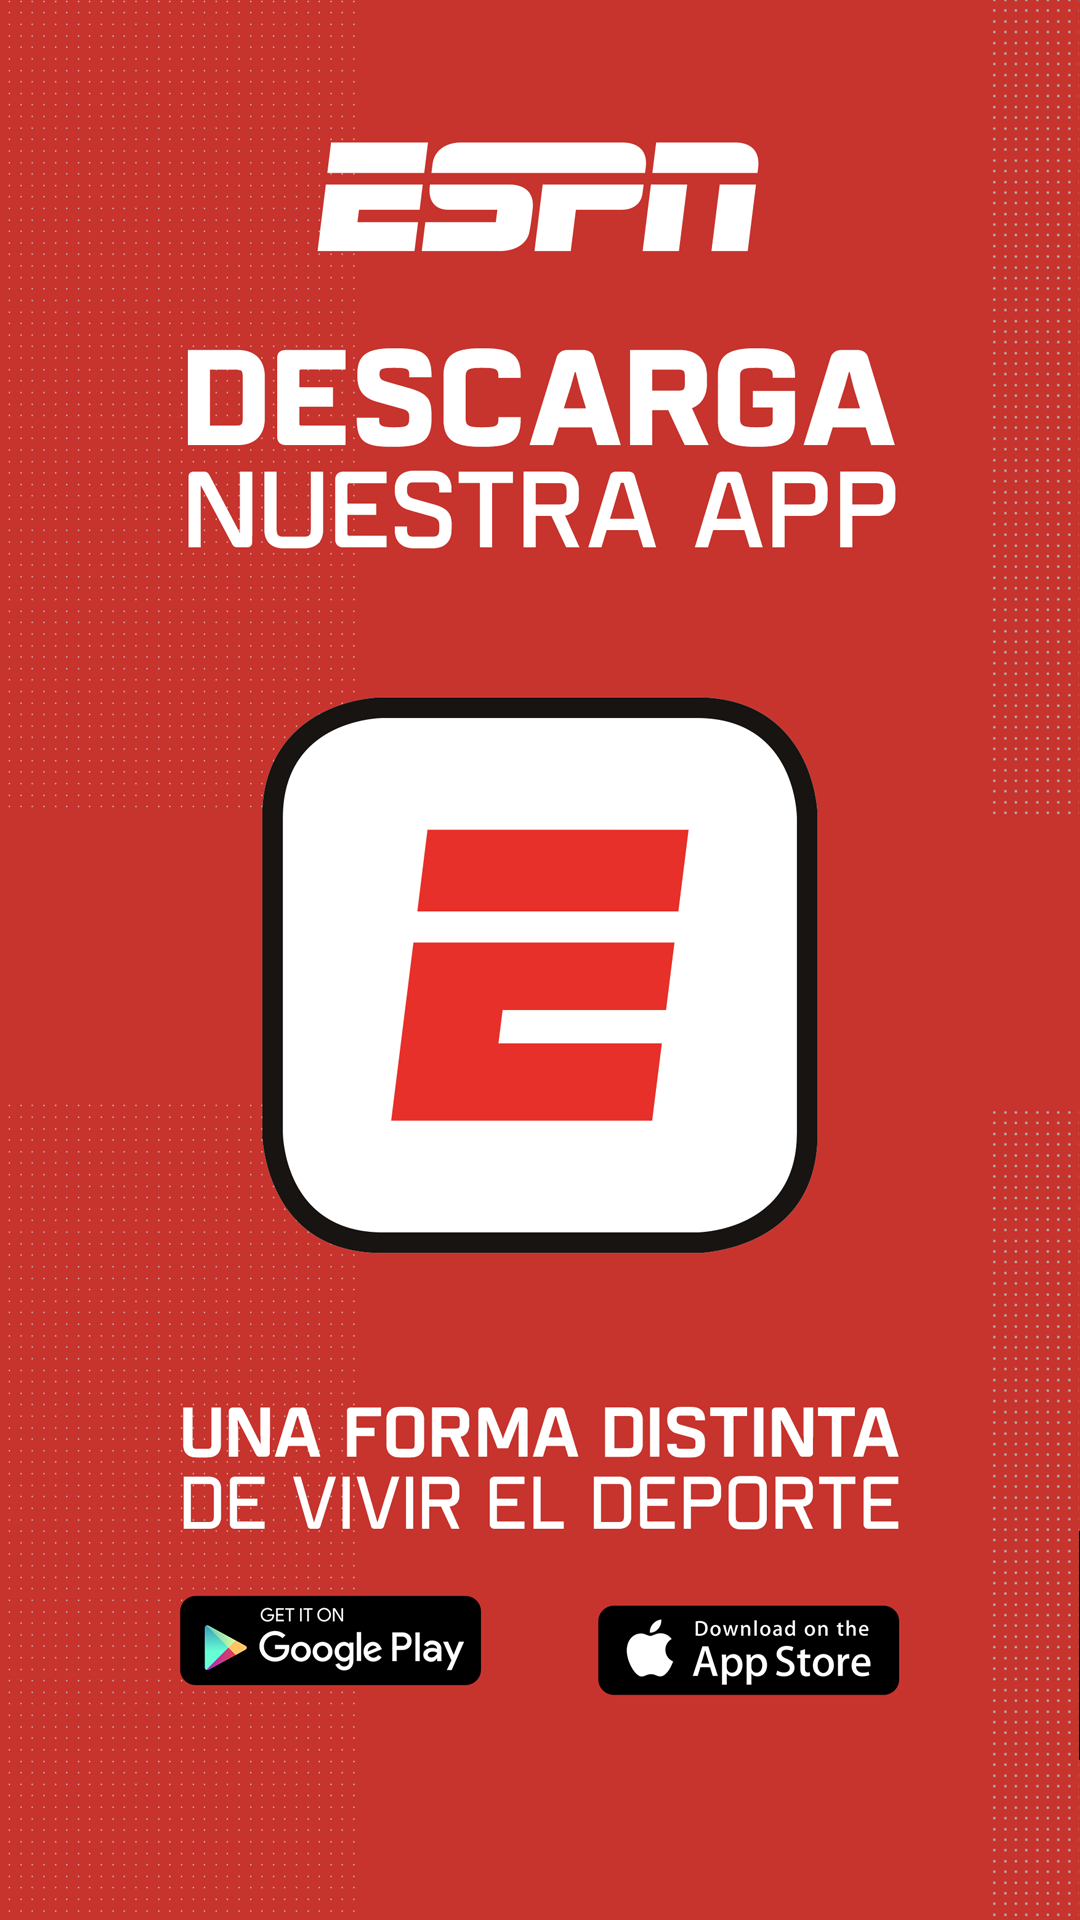 ESPN
DESCARGA
NUESTRA APP
E
UNA FORMA DISTINTA
DE VIVIR EL DEPORTE
GET IT ON
Google Play
Download on the
App Store